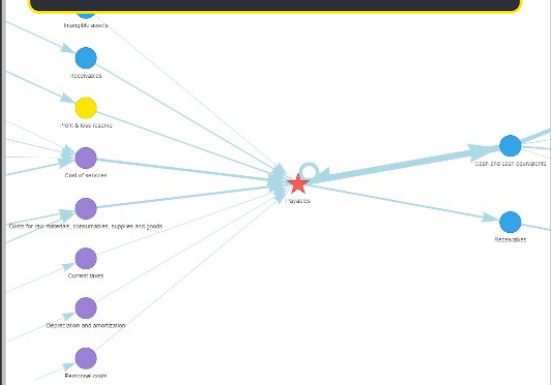 Intangible assets
Receivables
Profit & loss reserve
Cost of services
Payables
Cash and cash equivalents
Costs for raw materials, consumables, supplies and goods
Receivables
Current taxes
Depreciation and amortization
Personnel costs